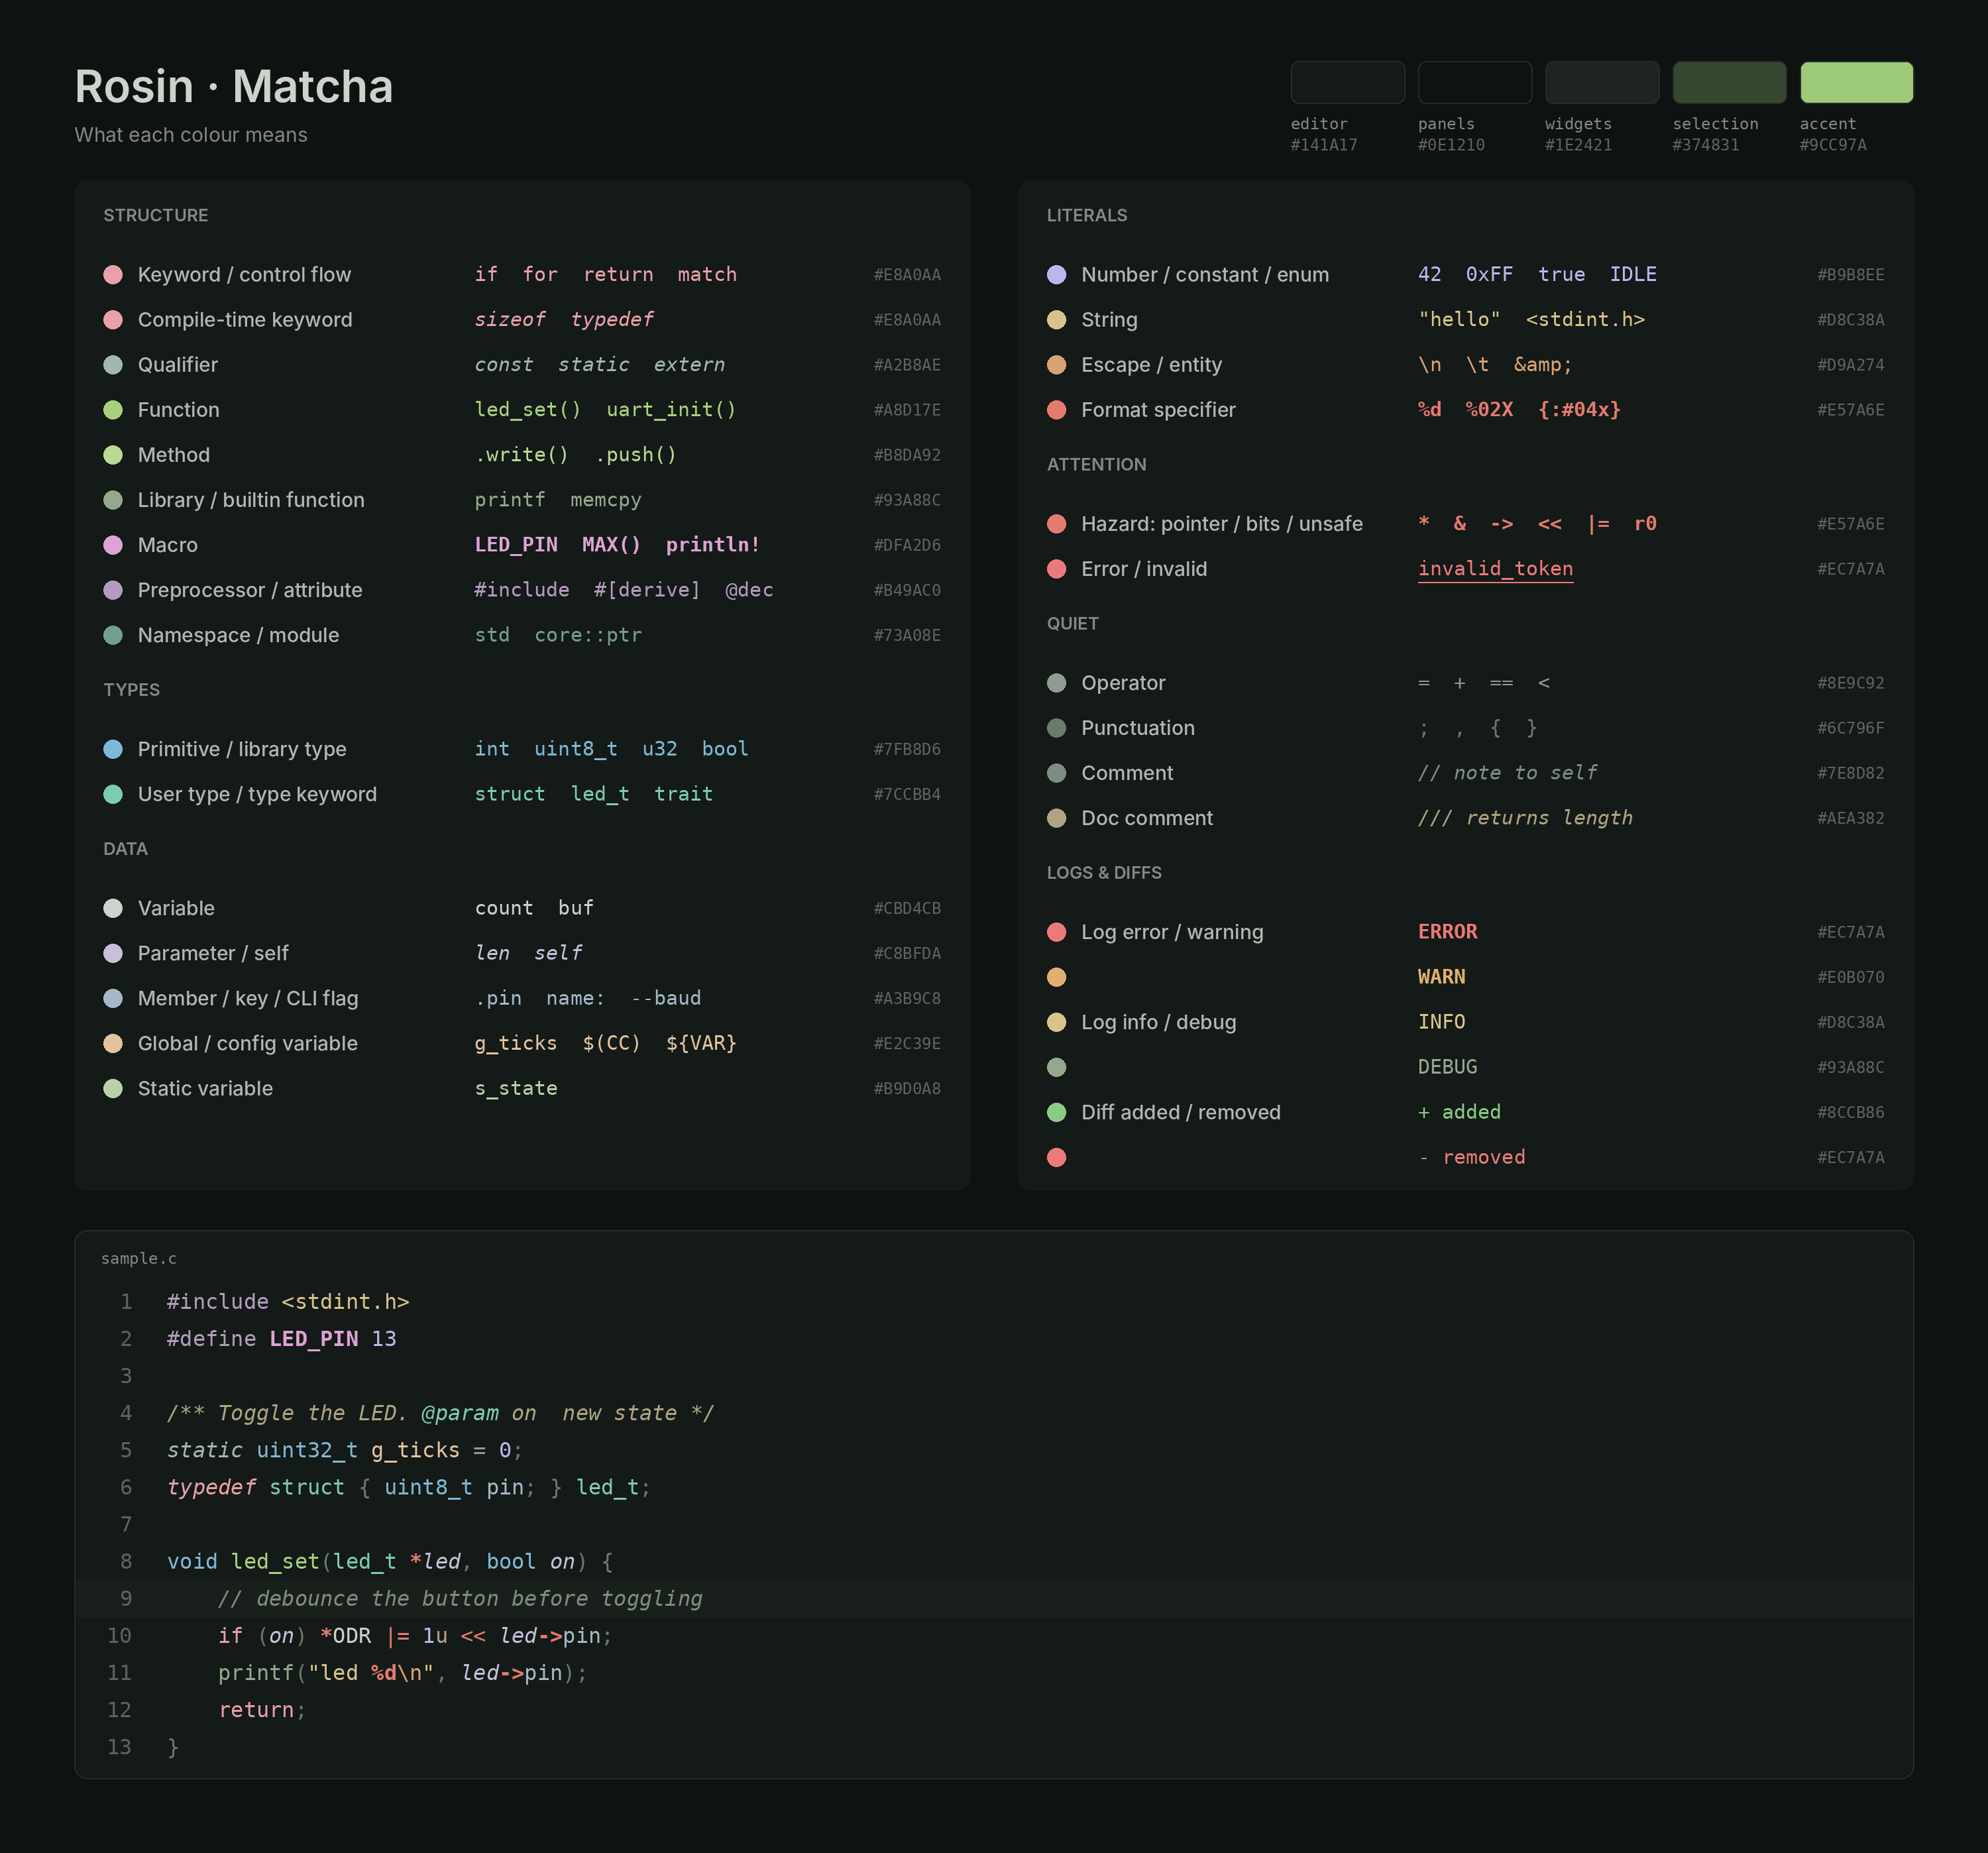 Rosin · Matcha
What each colour means
editor panels widgets selection accent
#141A17 #0E1210 #1E2421 #374831 #9CC97A
STRUCTURE
Keyword / control flow if for return match #E8A0AA
Compile-time keyword sizeof typedef #E8A0AA
Qualifier const static extern #A2B8AE
Function led_set() uart_init() #A8D17E
Method .write() .push() #B8DA92
Library / builtin function printf memcpy #93A88C
Macro LED_PIN MAX() println! #DFA2D6
Preprocessor / attribute #include #[derive] @dec #B49AC0
Namespace / module std core::ptr #73A08E
TYPES
Primitive / library type int uint8_t u32 bool #7FB8D6
User type / type keyword struct led_t trait #7CCBB4
DATA
Variable count buf #CBD4CB
Parameter / self len self #C8BFDA
Member / key / CLI flag .pin name: --baud #A3B9C8
Global / config variable g_ticks $(CC) ${VAR} #E2C39E
Static variable s_state #B9D0A8
LITERALS
Number / constant / enum 42 0xFF true IDLE #B9B8EE
String "hello" <stdint.h> #D8C38A
Escape / entity \n \t &amp; #D9A274
Format specifier %d %02X {:#04x} #E57A6E
ATTENTION
Hazard: pointer / bits / unsafe * & -> << |= r0 #E57A6E
Error / invalid invalid_token #EC7A7A
QUIET
Operator = + == < #8E9C92
Punctuation ; , { } #6C796F
Comment // note to self #7E8D82
Doc comment /// returns length #AEA382
LOGS & DIFFS
Log error / warning ERROR #EC7A7A
WARN #E0B070
Log info / debug INFO #D8C38A
DEBUG #93A88C
Diff added / removed + added #8CCB86
- removed #EC7A7A
sample.c
1 #include <stdint.h>
2 #define LED_PIN 13
3
4 /** Toggle the LED. @param on  new state */
5 static uint32_t g_ticks = 0;
6 typedef struct { uint8_t pin; } led_t;
7
8 void led_set(led_t *led, bool on) {
9     // debounce the button before toggling
10     if (on) *ODR |= 1u << led->pin;
11     printf("led %d\n", led->pin);
12     return;
13 }